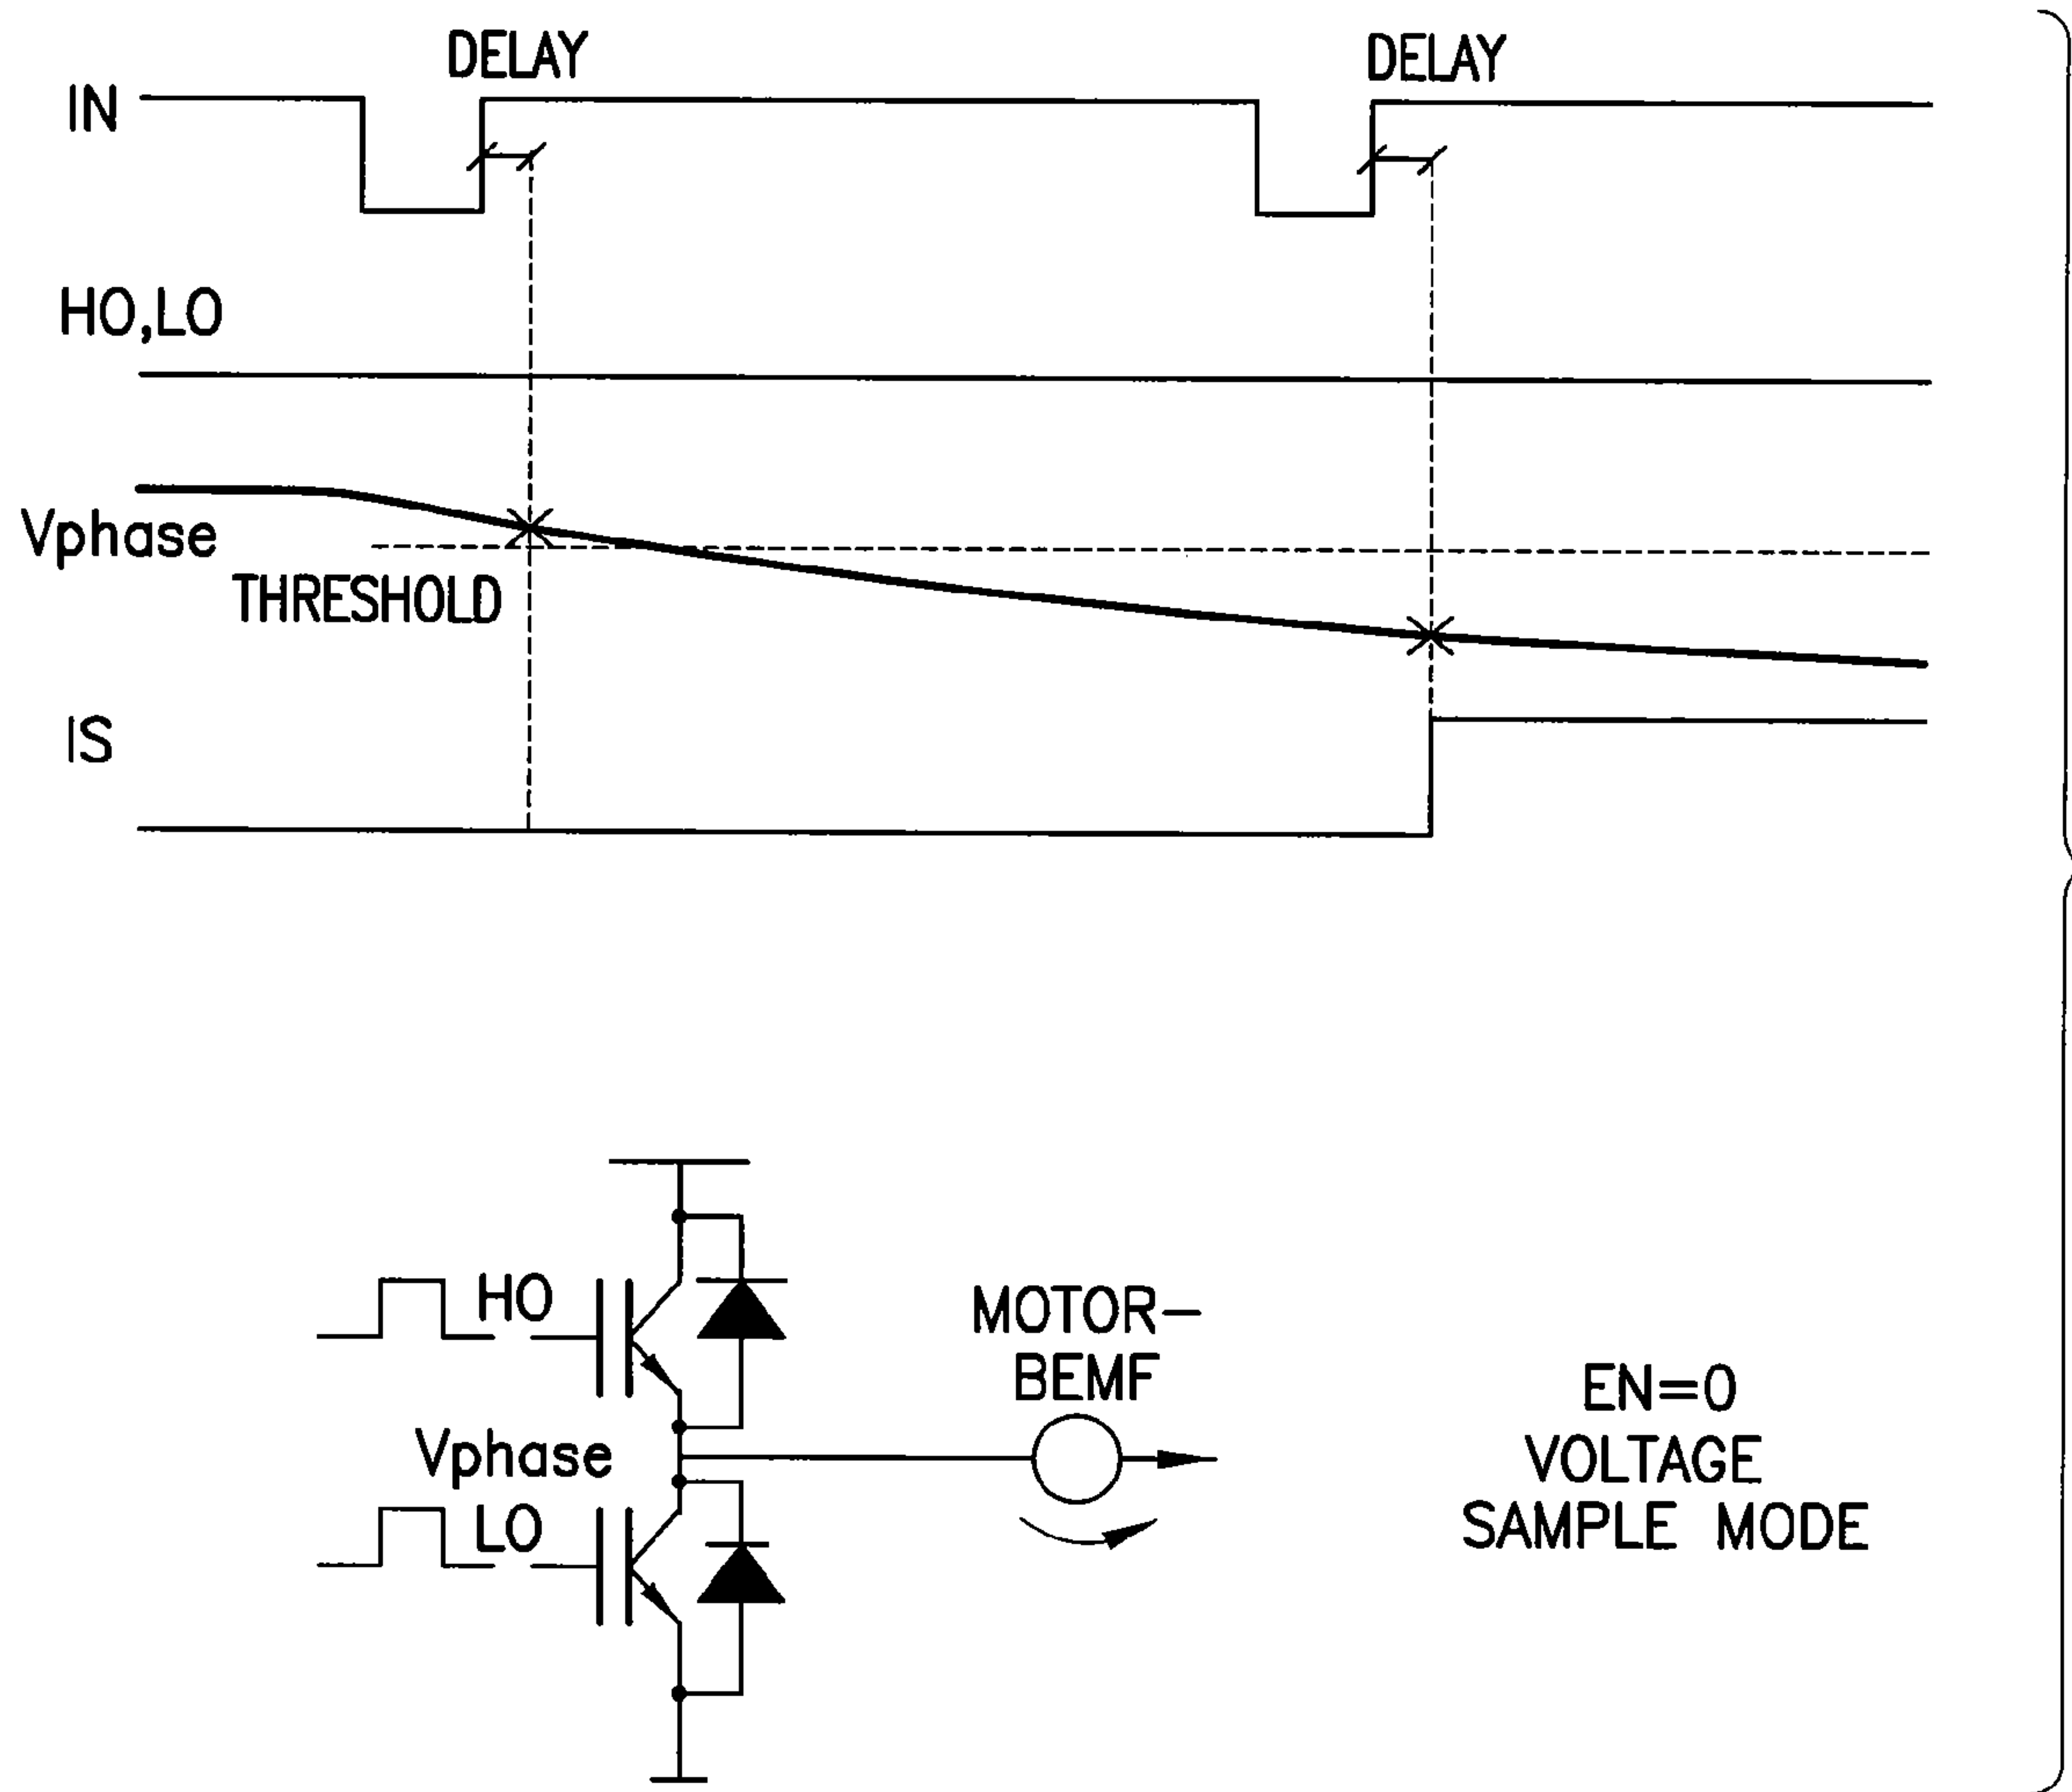 DELAY
DELAY
IN
HO,LO
Vphase
THRESHOLD
IS
HO
MOTOR-
BEMF
EN=0
VOLTAGE
SAMPLE MODE
Vphase
LO